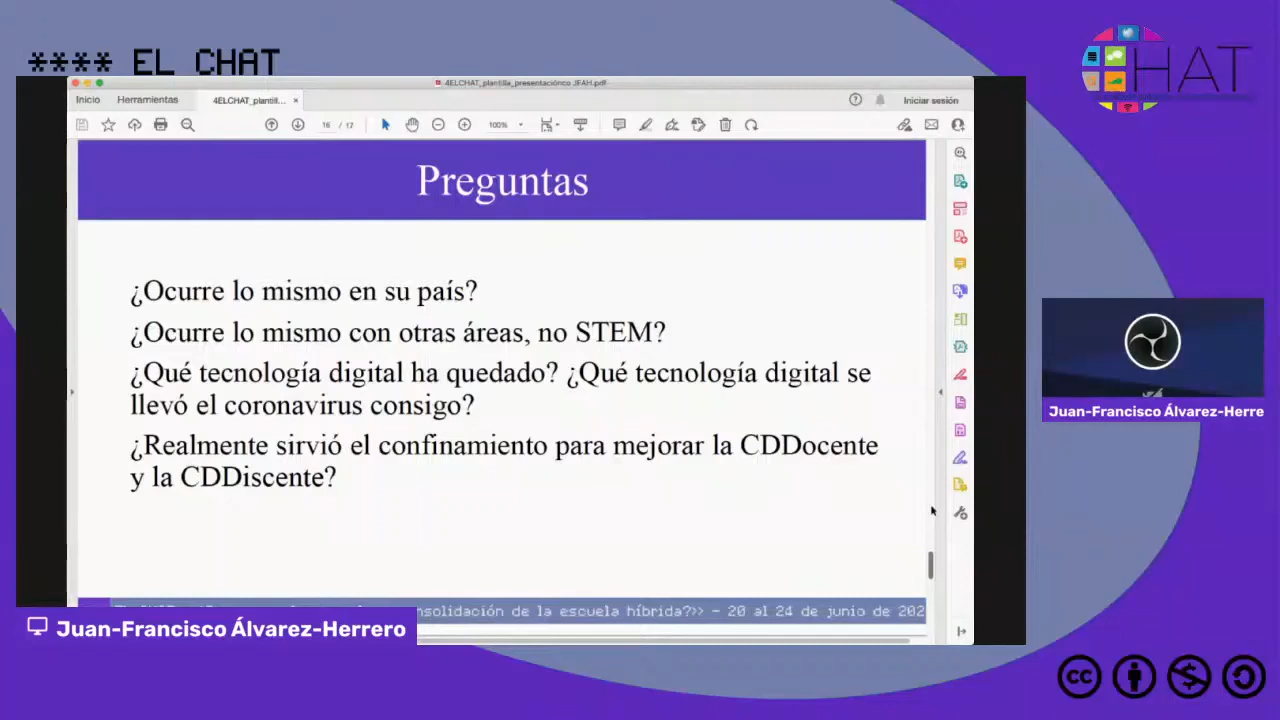 **** EL CHAT
HAT
4ELCHAT_plantilla_presentaciónco JFAH.pdf
Inicio
Herramientas
4ELCHAT_plantill... ×
Iniciar sesión
16 / 17
100%
Preguntas
¿Ocurre lo mismo en su país?
¿Ocurre lo mismo con otras áreas, no STEM?
¿Qué tecnología digital ha quedado? ¿Qué tecnología digital se
llevó el coronavirus consigo?
¿Realmente sirvió el confinamiento para mejorar la CDDocente
y la CDDiscente?
Juan-Francisco Álvarez-Herre
nsolidación de la escuela híbrida?>> - 20 al 24 de junio de 202
Juan-Francisco Álvarez-Herrero
cc